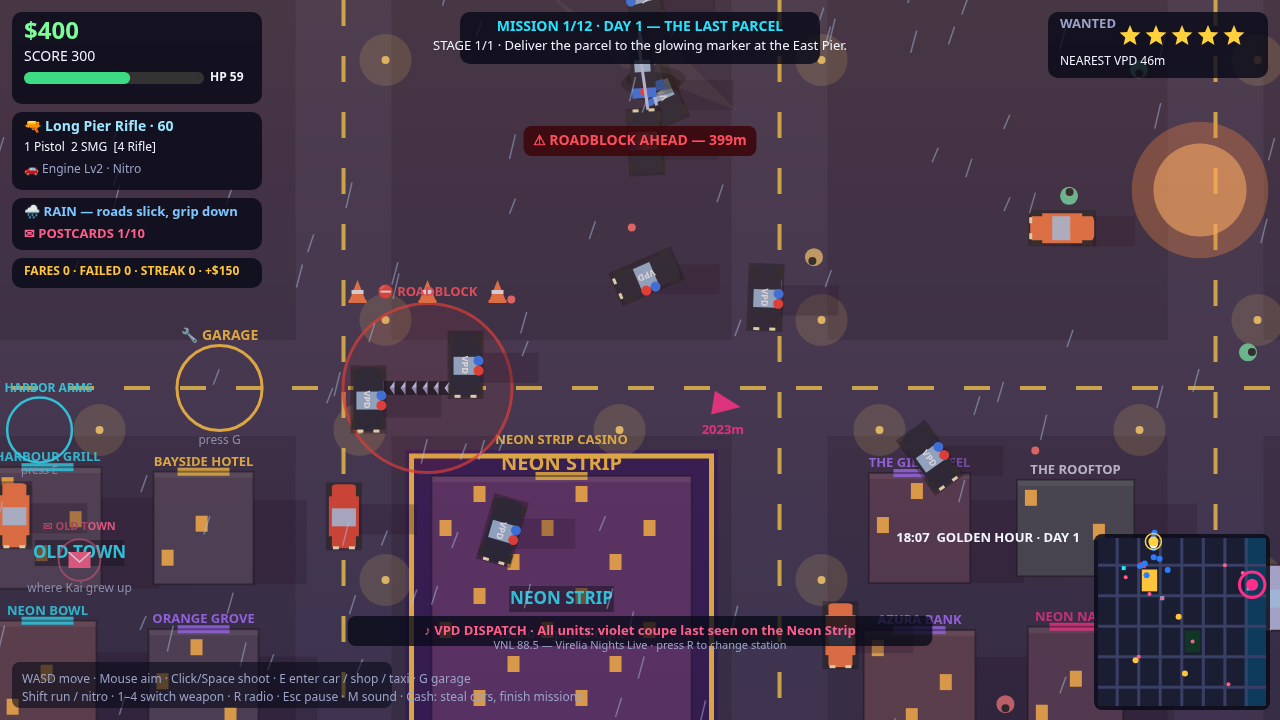 $400
SCORE 300
HP 59
MISSION 1/12 · DAY 1 — THE LAST PARCEL
STAGE 1/1 · Deliver the parcel to the glowing marker at the East Pier.
WANTED
NEAREST VPD 46m
🔫 Long Pier Rifle · 60
1 Pistol 2 SMG [4 Rifle]
🚗 Engine Lv2 · Nitro
⚠ ROADBLOCK AHEAD — 399m
🌧 RAIN — roads slick, grip down
✉ POSTCARDS 1/10
FARES 0 · FAILED 0 · STREAK 0 · +$150
VPD
VPD
⛔ ROADBLOCK
🔧 GARAGE
VPD
VPD
HARBOR ARMS
press G
2023m
NEON STRIP CASINO
NEON STRIP
HARBOUR GRILL
press E
BAYSIDE HOTEL
VPD
THE ROOFTOP
VPD
✉ OLD TOWN
OLD TOWN
where Kai grew up
18:07 GOLDEN HOUR · DAY 1
NEON STRIP
NEON BOWL
ORANGE GROVE
AZURA BANK
♪ VPD DISPATCH · All units: violet coupe last seen on the Neon Strip
VNL 88.5 — Virelia Nights Live · press R to change station
WASD move · Mouse aim · Click/Space shoot · E enter car / shop / taxi · G garage
Shift run / nitro · 1–4 switch weapon · R radio · Esc pause · M sound · Cash: steal cars, finish missions